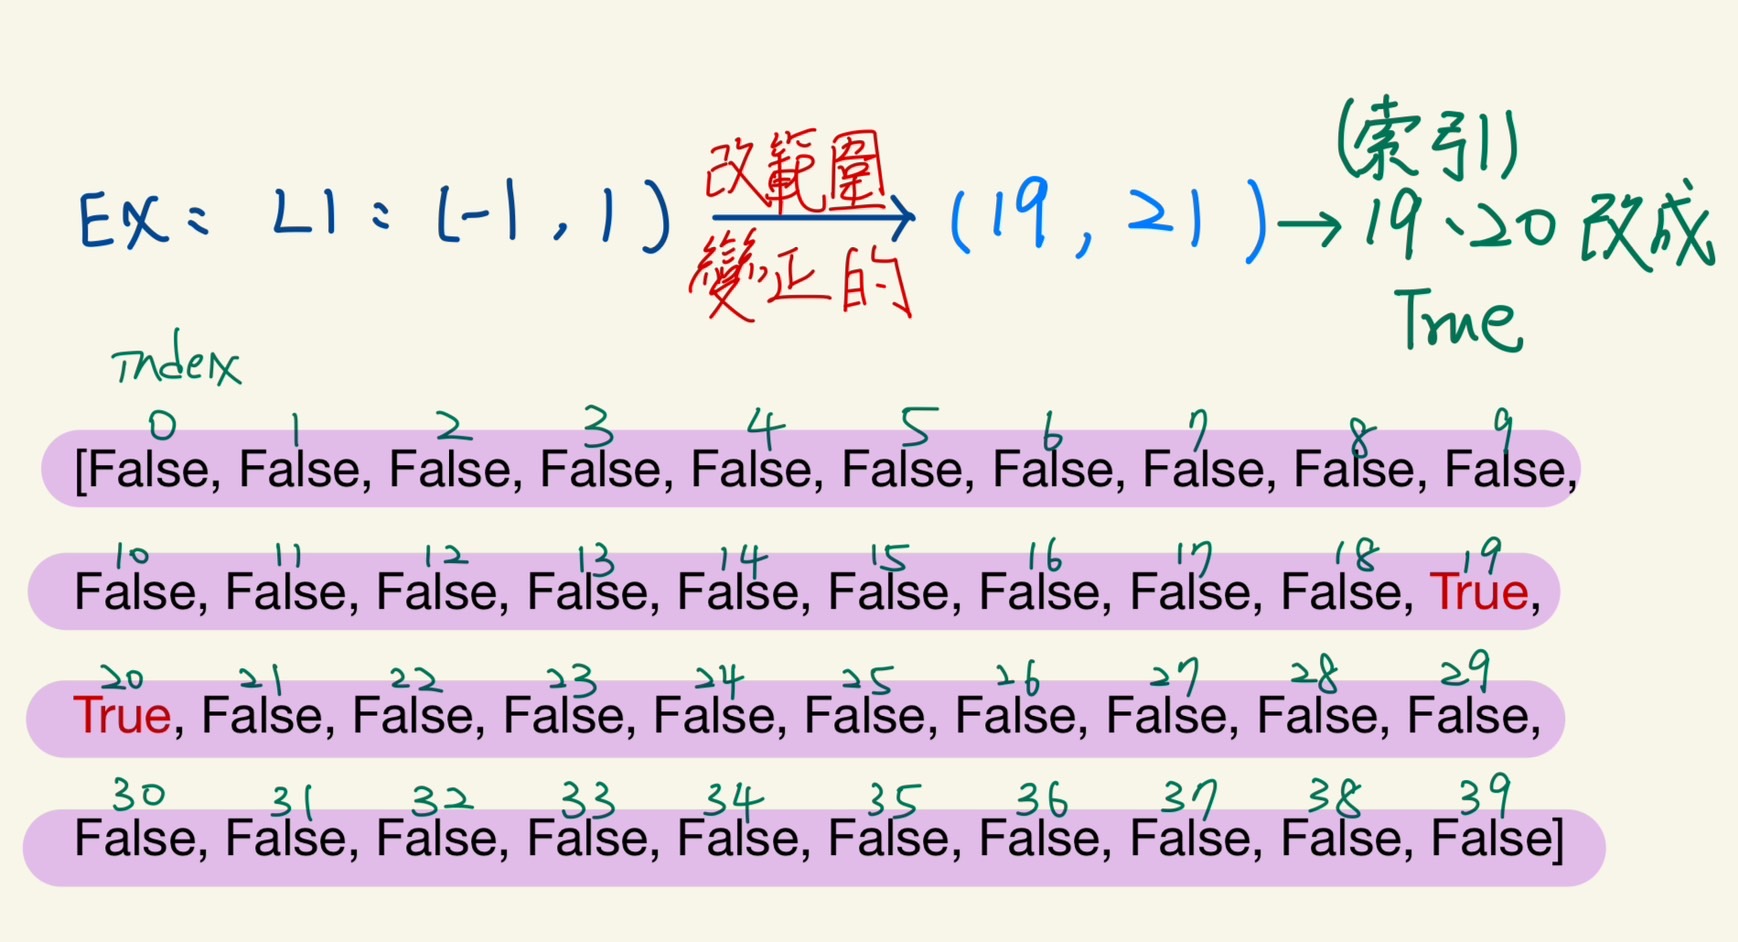 (索引)
改範圍
Ex: L1: (-1, 1) → (19, 21) → 19、20 改成
變正的
True
index
0 1 2 3 4 5 6 7 8 9
[False, False, False, False, False, False, False, False, False, False,
10 11 12 13 14 15 16 17 18 19
False, False, False, False, False, False, False, False, False, True,
20 21 22 23 24 25 26 27 28 29
True, False, False, False, False, False, False, False, False, False,
30 31 32 33 34 35 36 37 38 39
False, False, False, False, False, False, False, False, False, False]